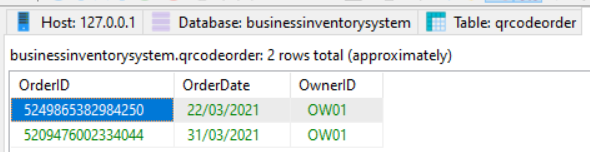 Host: 127.0.0.1 Database: businessinventorysystem Table: qrcodeorder
businessinventorysystem.qrcodeorder: 2 rows total (approximately)
OrderID OrderDate OwnerID
5249865382984250 22/03/2021 OW01
5209476002334044 31/03/2021 OW01